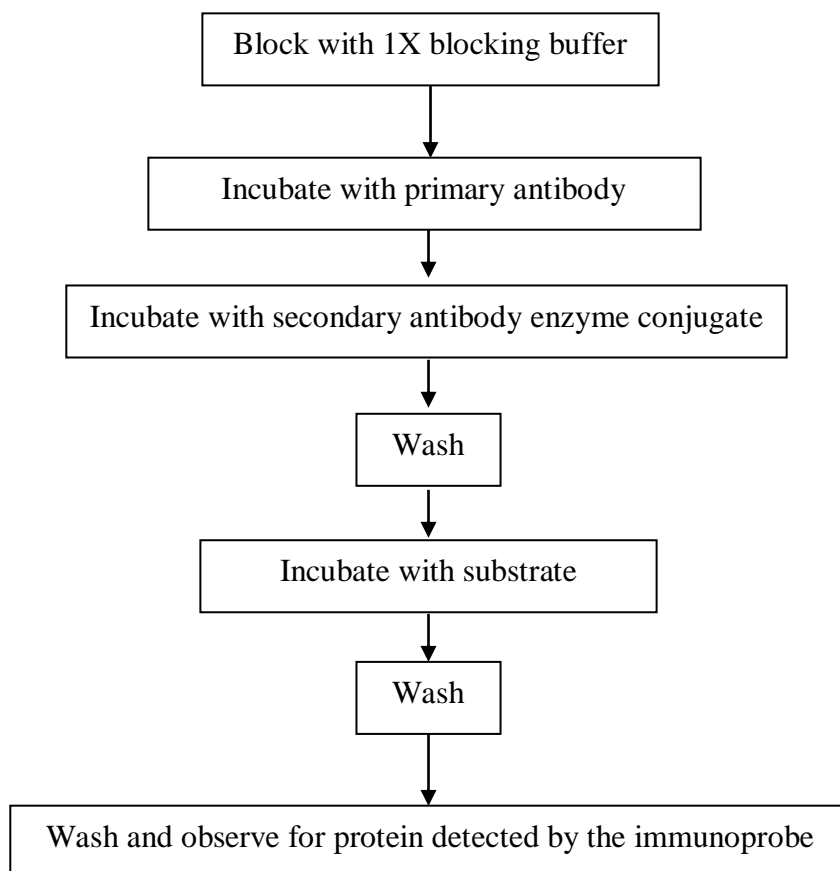 Block with 1X blocking buffer
Incubate with primary antibody
Incubate with secondary antibody enzyme conjugate
Wash
Incubate with substrate
Wash
Wash and observe for protein detected by the immunoprobe